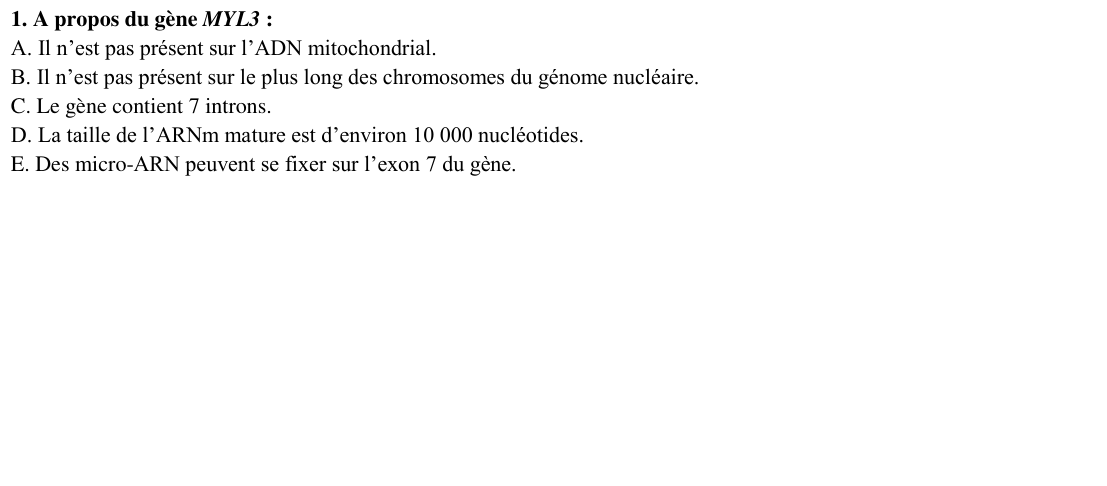 1. A propos du gène MYL3 :
A. Il n’est pas présent sur l’ADN mitochondrial.
B. Il n’est pas présent sur le plus long des chromosomes du génome nucléaire.
C. Le gène contient 7 introns.
D. La taille de l’ARNm mature est d’environ 10 000 nucléotides.
E. Des micro-ARN peuvent se fixer sur l’exon 7 du gène.